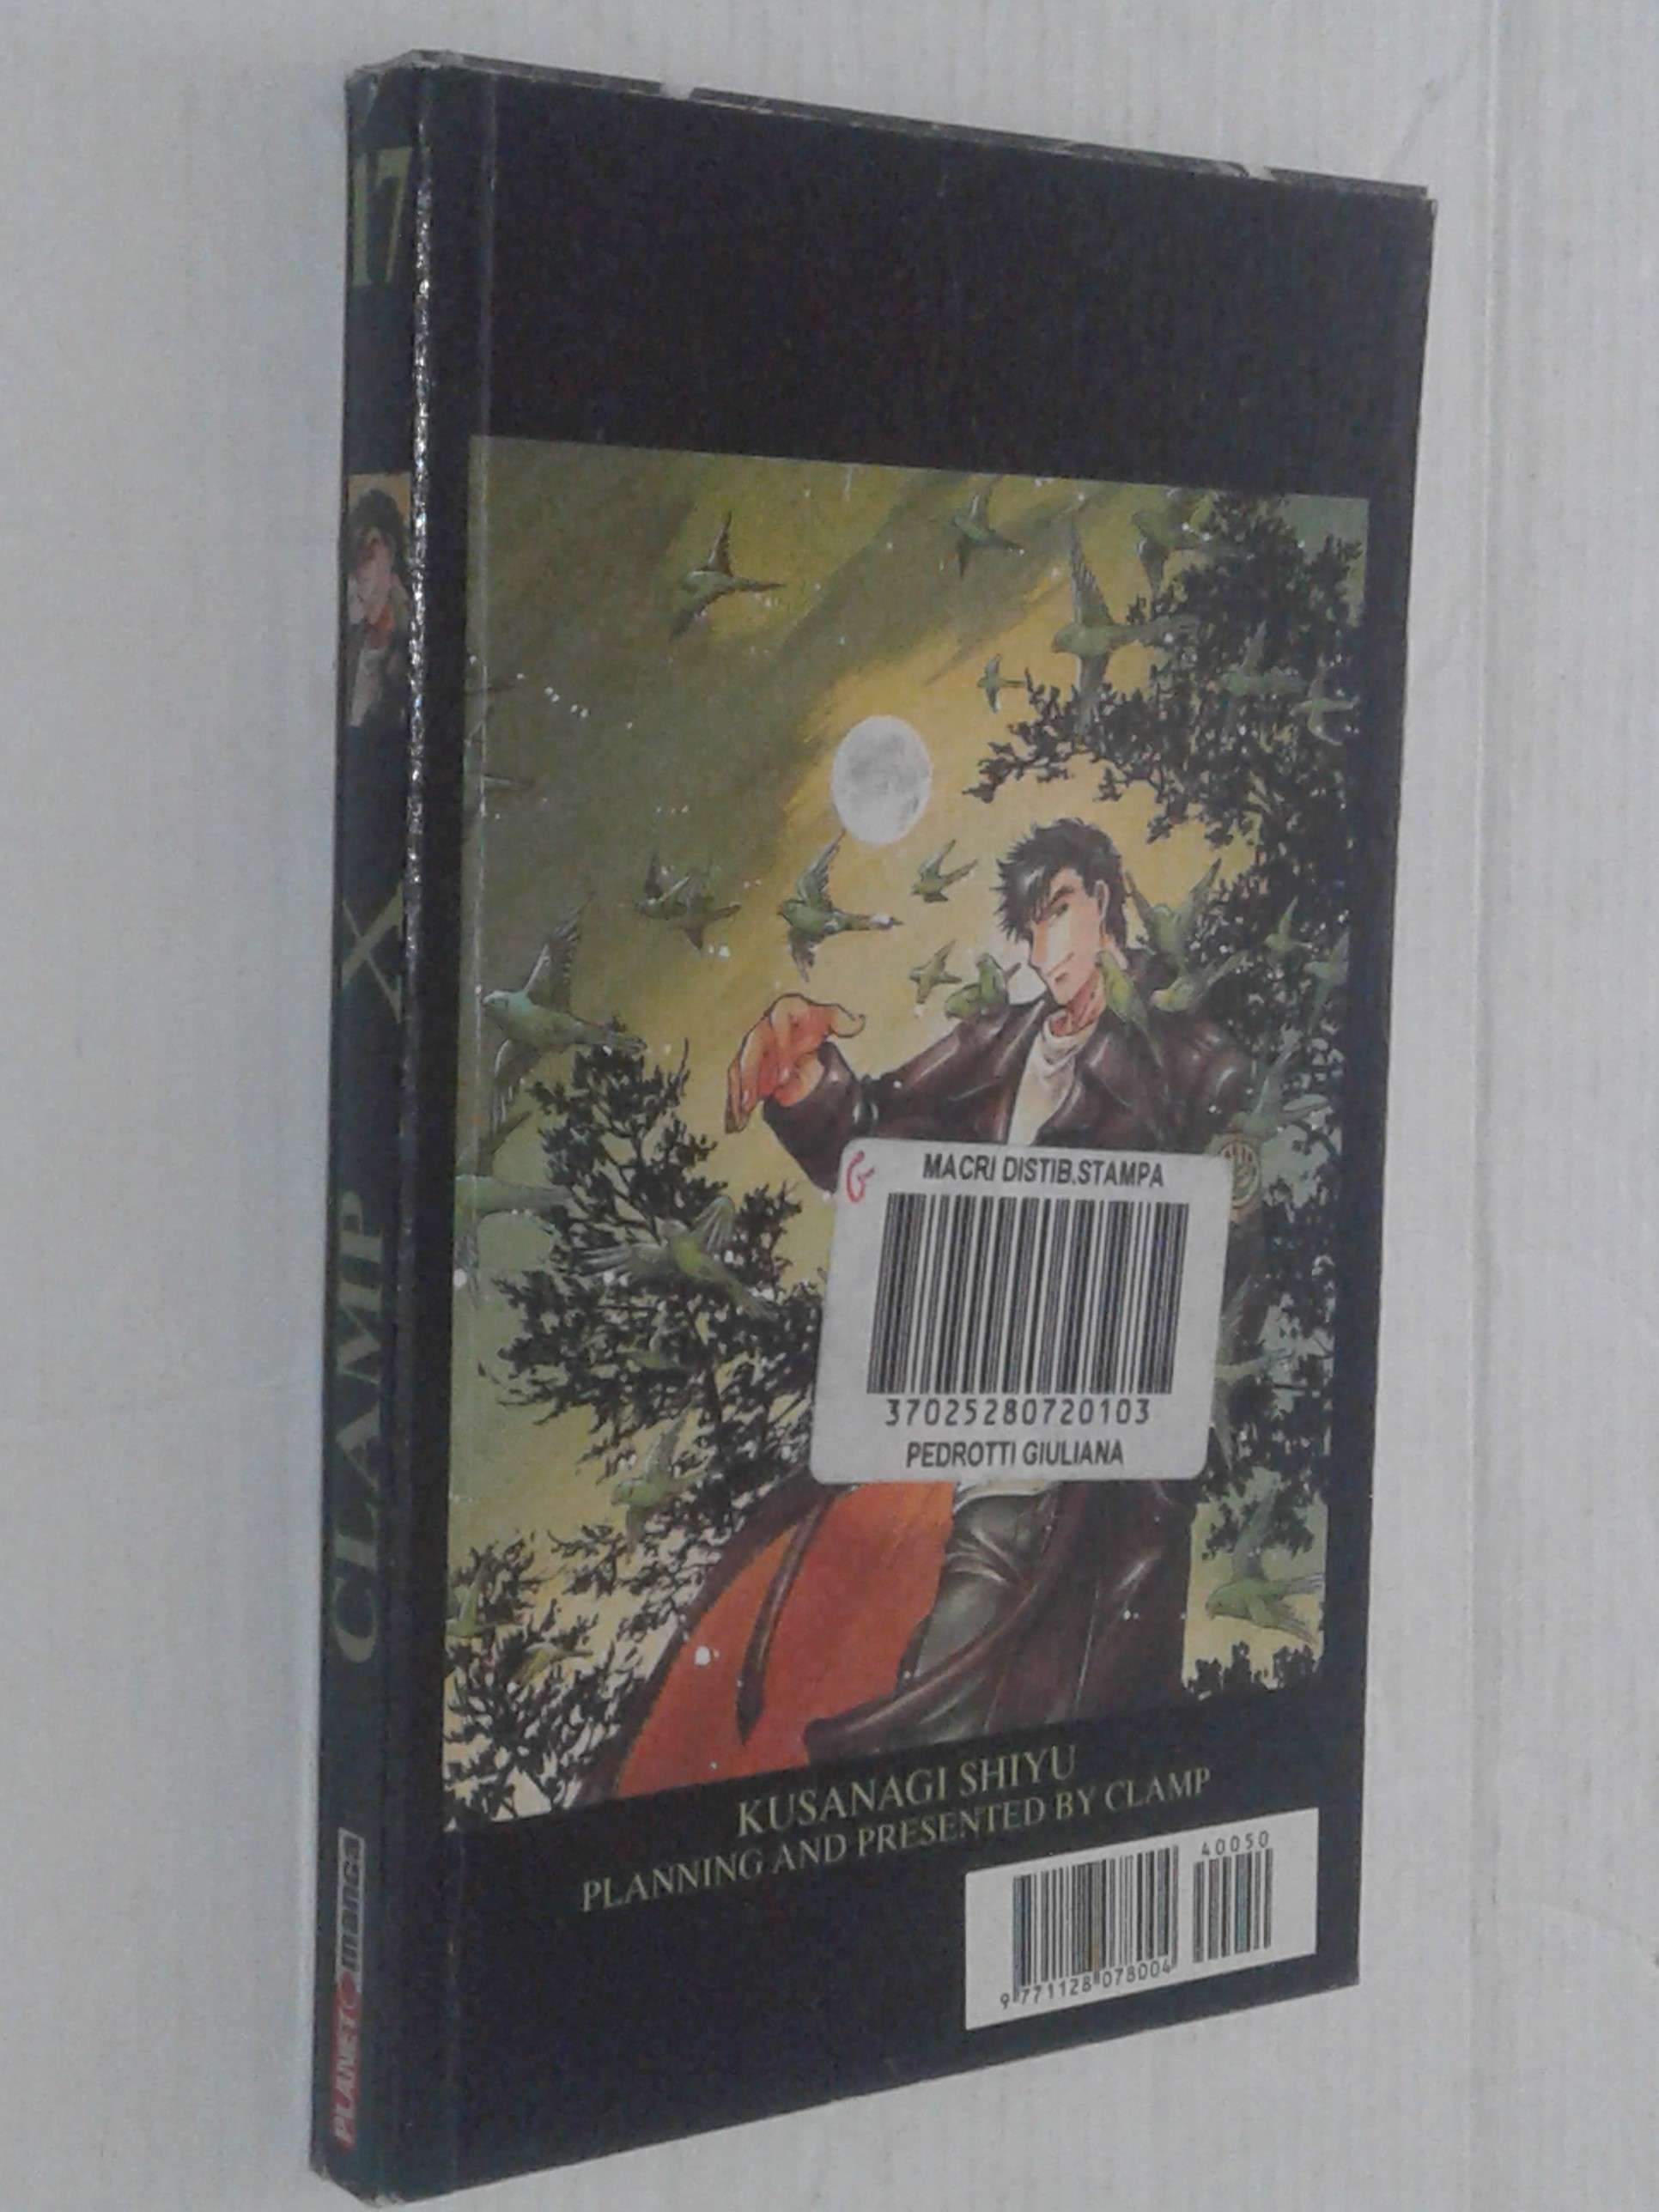 17
X
CLAMP
PLANET manga
G
MACRI DISTIB.STAMPA
37025280720103
PEDROTTI GIULIANA
KUSANAGI SHIYU
PLANNING AND PRESENTED BY CLAMP
40050
9 771128 078004